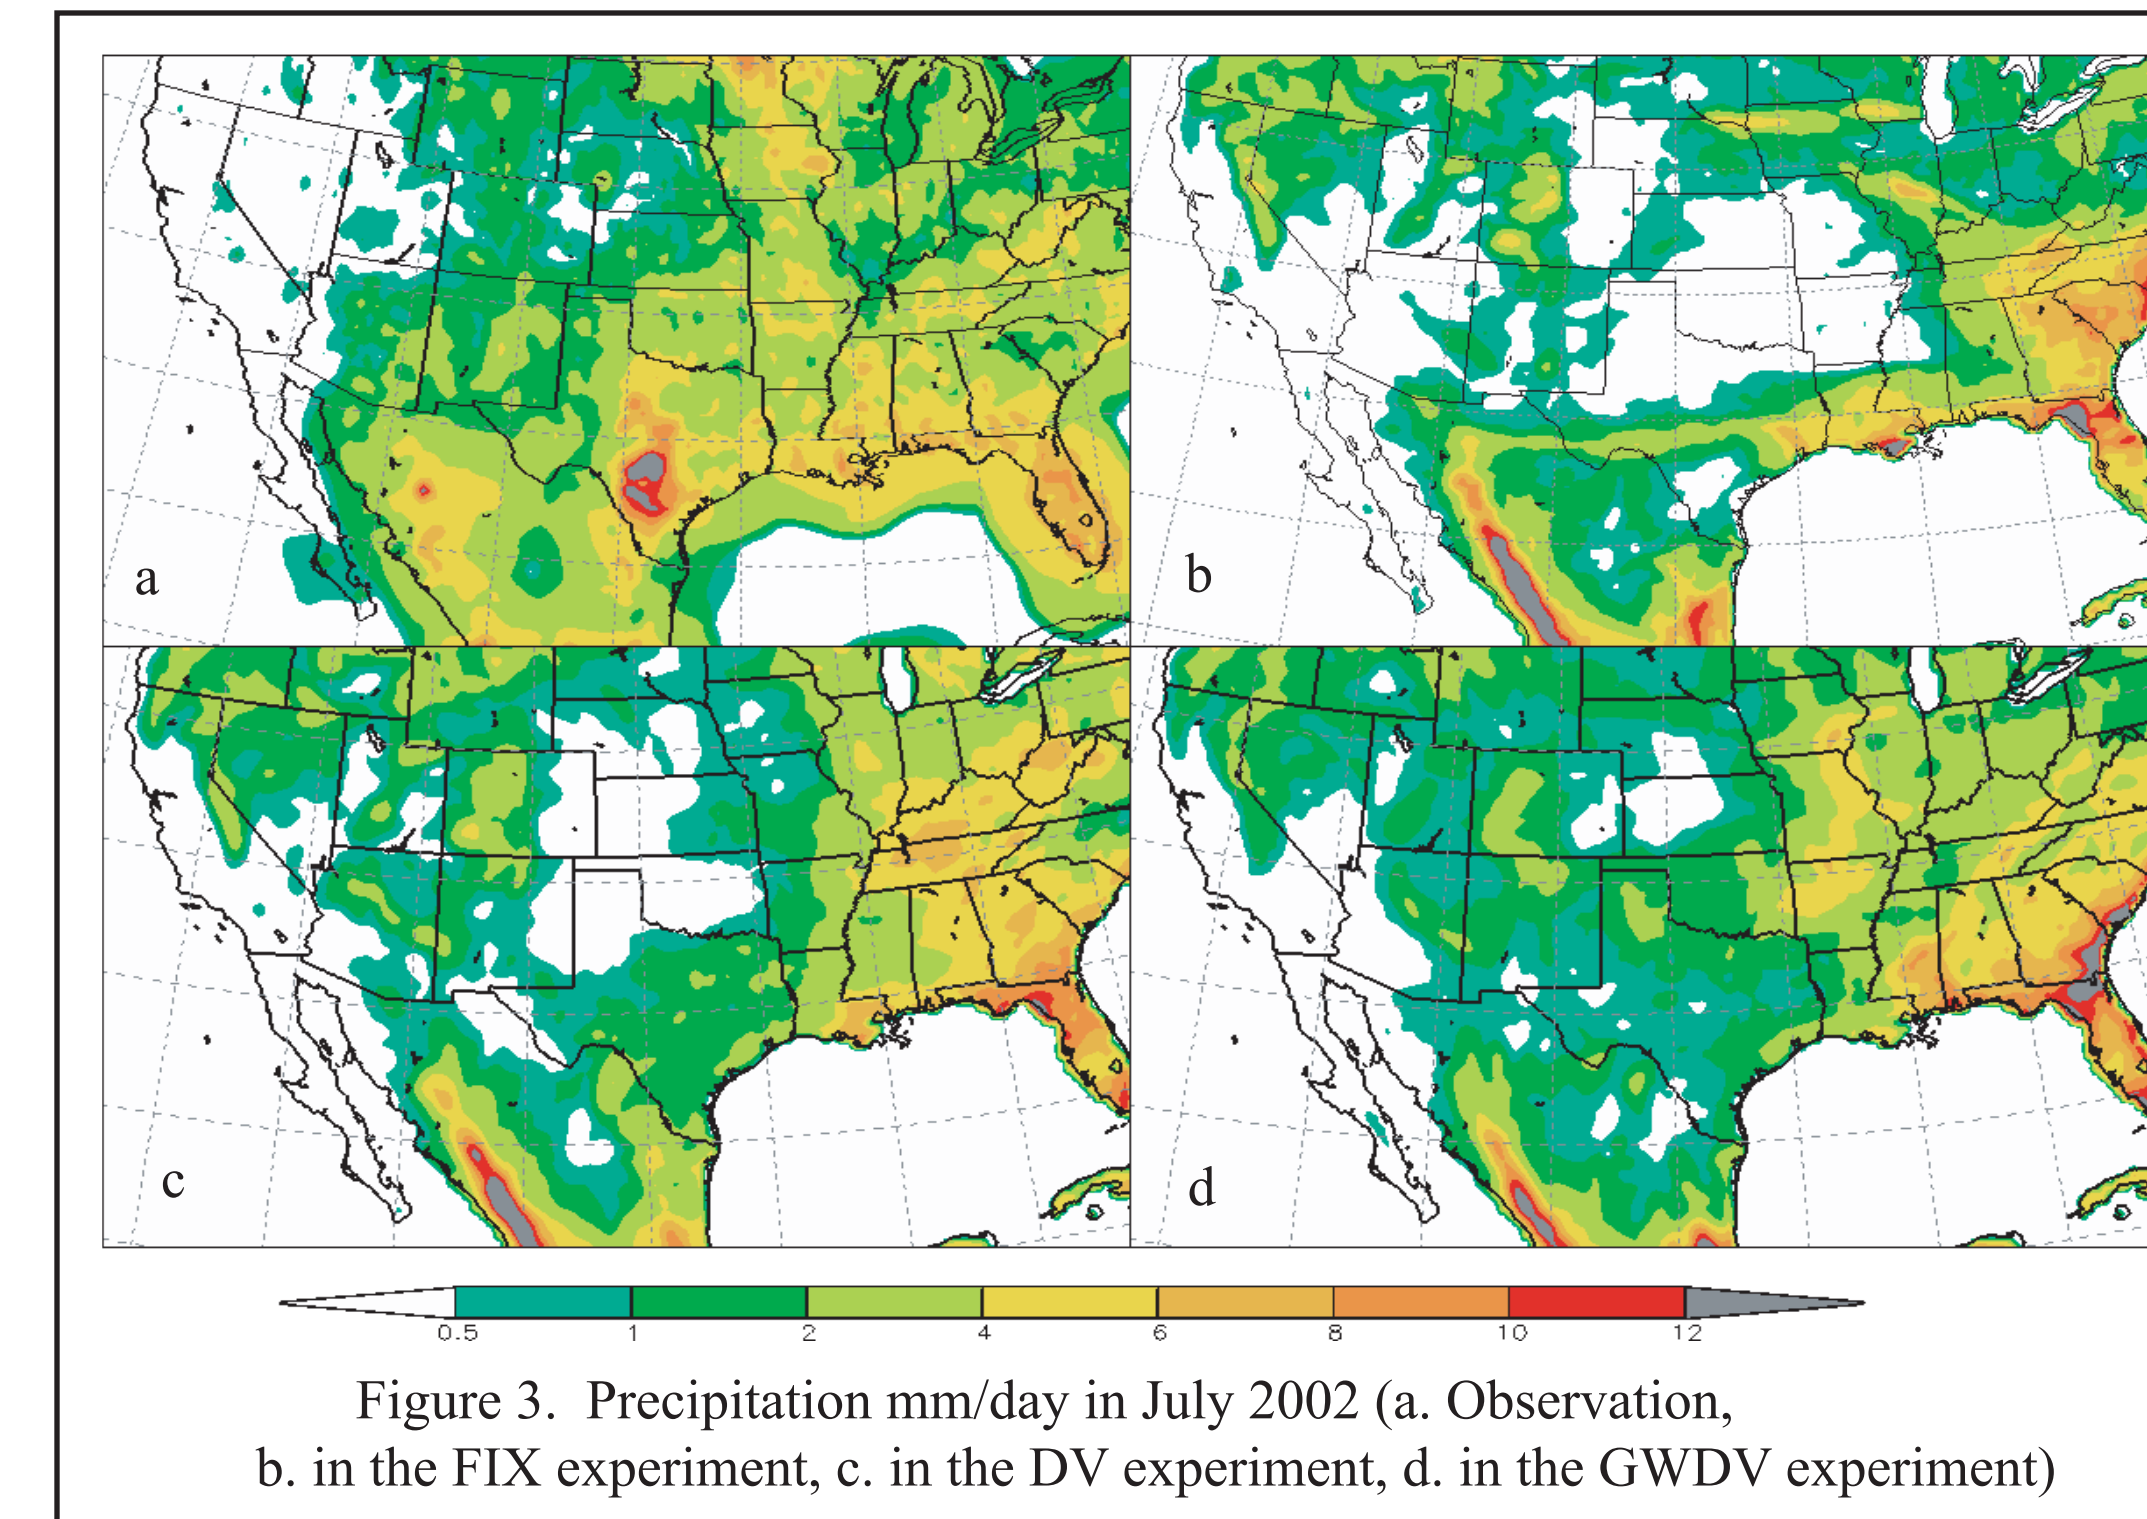 a
b
c
d
0.5 1 2 4 6 8 10 12
Figure 3. Precipitation mm/day in July 2002 (a. Observation,
b. in the FIX experiment, c. in the DV experiment, d. in the GWDV experiment)